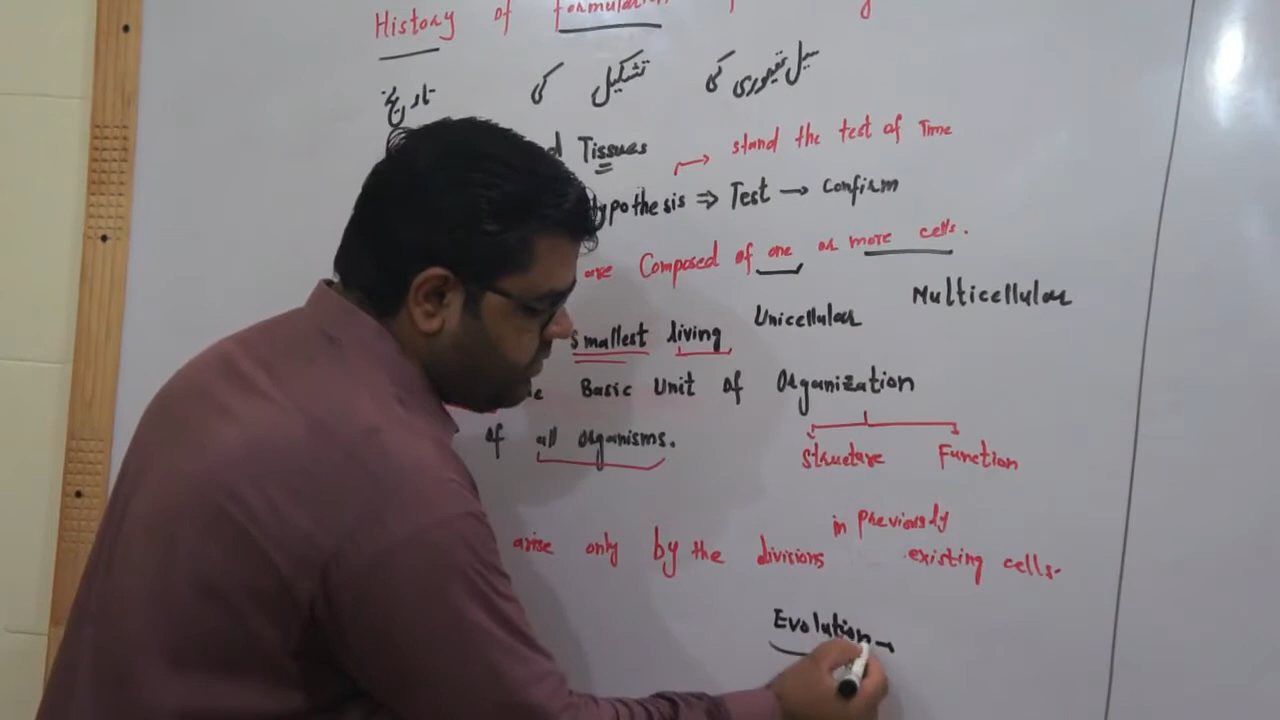 History of formulation
تاریخ کی تشکیل کی سیل تھیوری
Tissues
stand the test of Time
Hypothesis ⇒ Test → Confirm
are Composed of one or more cells.
Unicellular Multicellular
smallest living
Basic Unit of Organization
of all organisms.
Structure Function
in previously
arise only by the divisions existing cells.
Evolution →